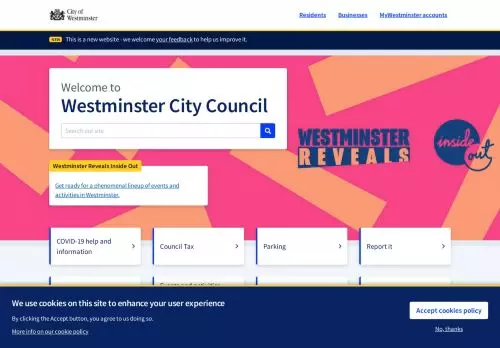 City of
Westminster
Residents
Businesses
MyWestminster accounts
NEW
This is a new website - we welcome your feedback to help us improve it.
Welcome to
Westminster City Council
Search our site
WESTMINSTER
REVEALS
inside
out
Westminster Reveals Inside Out
Get ready for a phenomenal lineup of events and
activities in Westminster.
COVID-19 help and
information
Council Tax
Parking
Report it
Events and activities
We use cookies on this site to enhance your user experience
By clicking the Accept button, you agree to us doing so.
More info on our cookie policy
Accept cookies policy
No, thanks